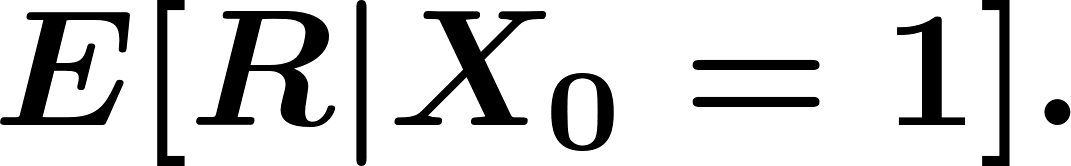 E[R|X₀ = 1].